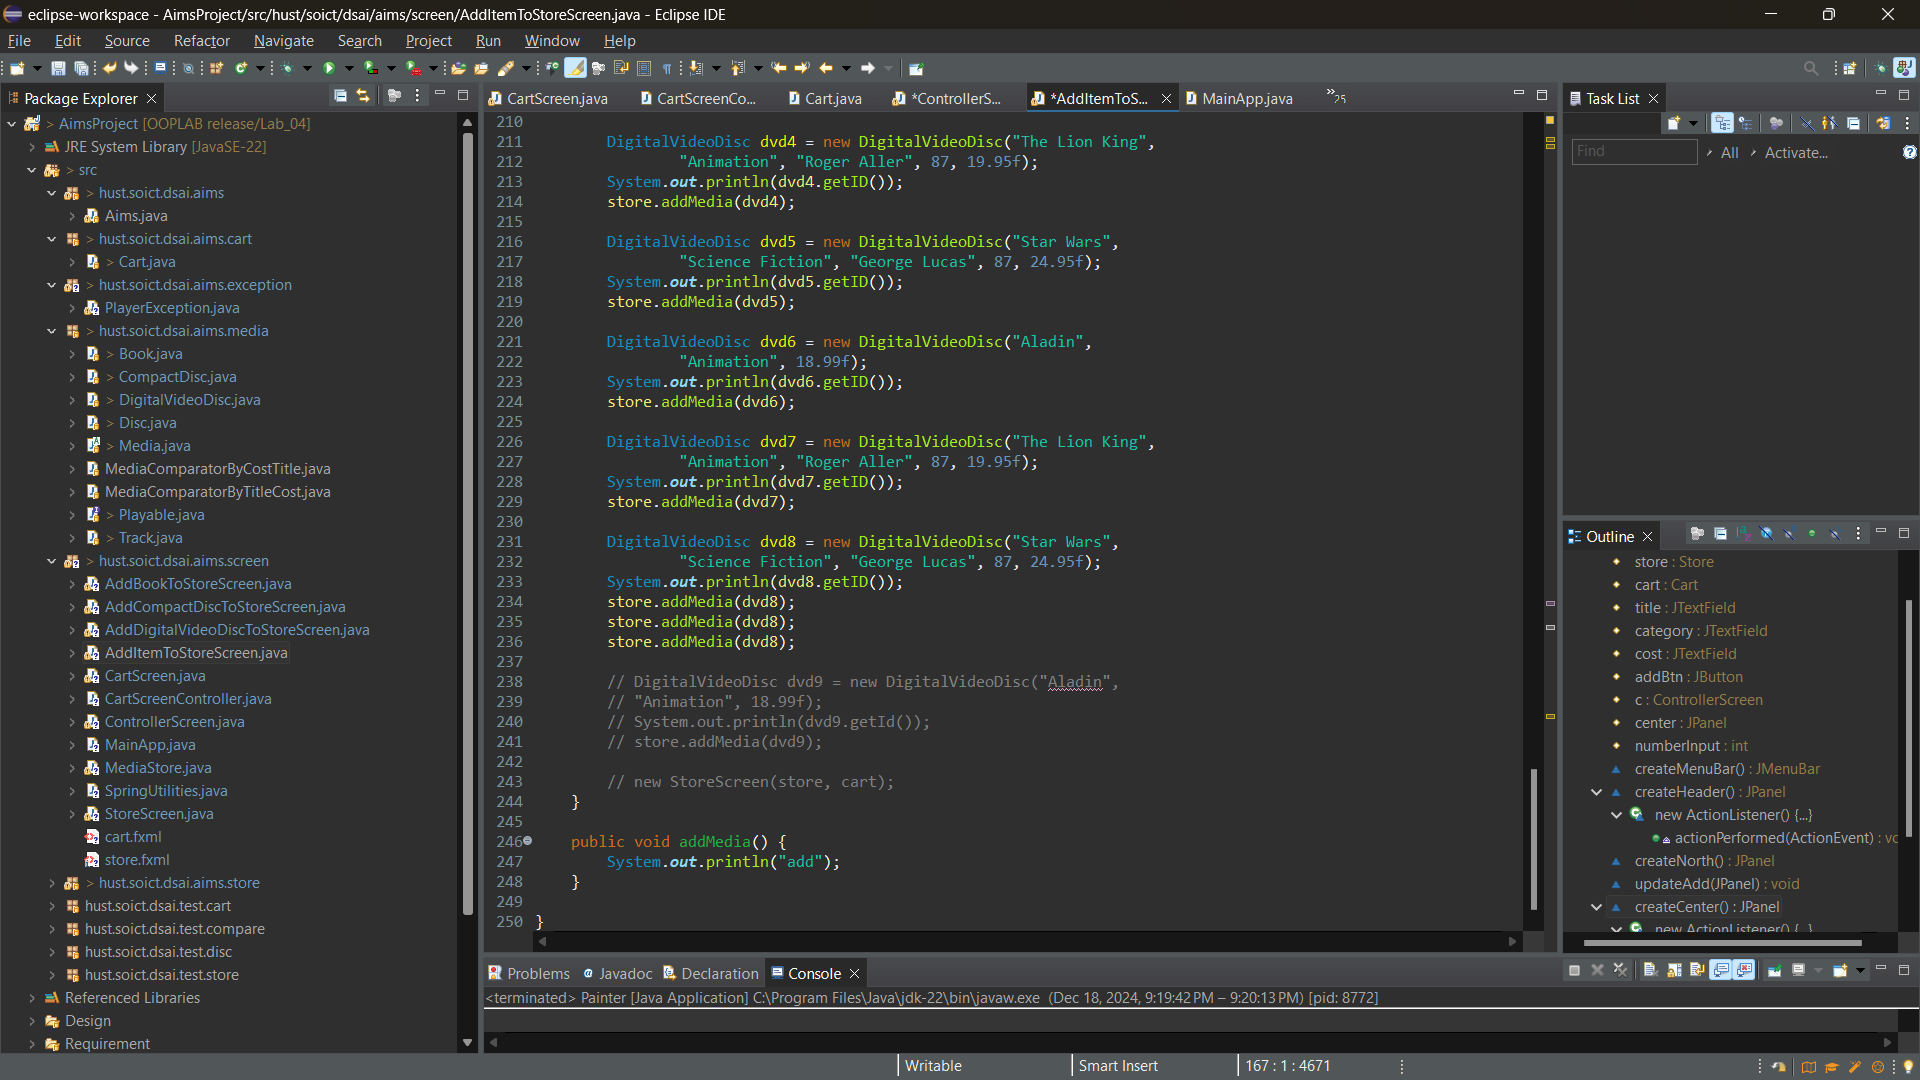 eclipse-workspace - AimsProject/src/hust/soict/dsai/aims/screen/AddItemToStoreScreen.java - Eclipse IDE
File Edit Source Refactor Navigate Search Project Run Window Help
Package Explorer
> AimsProject [OOPLAB release/Lab_04]
JRE System Library [JavaSE-22]
> src
> hust.soict.dsai.aims
Aims.java
> hust.soict.dsai.aims.cart
> Cart.java
> hust.soict.dsai.aims.exception
PlayerException.java
> hust.soict.dsai.aims.media
> Book.java
> CompactDisc.java
> DigitalVideoDisc.java
> Disc.java
> Media.java
MediaComparatorByCostTitle.java
MediaComparatorByTitleCost.java
> Playable.java
> Track.java
> hust.soict.dsai.aims.screen
AddBookToStoreScreen.java
AddCompactDiscToStoreScreen.java
AddDigitalVideoDiscToStoreScreen.java
AddItemToStoreScreen.java
CartScreen.java
CartScreenController.java
ControllerScreen.java
MainApp.java
MediaStore.java
SpringUtilities.java
StoreScreen.java
cart.fxml
store.fxml
> hust.soict.dsai.aims.store
hust.soict.dsai.test.cart
hust.soict.dsai.test.compare
hust.soict.dsai.test.disc
hust.soict.dsai.test.store
Referenced Libraries
Design
Requirement
CartScreen.java CartScreenCo... Cart.java *ControllerS... *AddItemToS... MainApp.java »25
210
211 DigitalVideoDisc dvd4 = new DigitalVideoDisc("The Lion King",
212 "Animation", "Roger Aller", 87, 19.95f);
213 System.out.println(dvd4.getID());
214 store.addMedia(dvd4);
215
216 DigitalVideoDisc dvd5 = new DigitalVideoDisc("Star Wars",
217 "Science Fiction", "George Lucas", 87, 24.95f);
218 System.out.println(dvd5.getID());
219 store.addMedia(dvd5);
220
221 DigitalVideoDisc dvd6 = new DigitalVideoDisc("Aladin",
222 "Animation", 18.99f);
223 System.out.println(dvd6.getID());
224 store.addMedia(dvd6);
225
226 DigitalVideoDisc dvd7 = new DigitalVideoDisc("The Lion King",
227 "Animation", "Roger Aller", 87, 19.95f);
228 System.out.println(dvd7.getID());
229 store.addMedia(dvd7);
230
231 DigitalVideoDisc dvd8 = new DigitalVideoDisc("Star Wars",
232 "Science Fiction", "George Lucas", 87, 24.95f);
233 System.out.println(dvd8.getID());
234 store.addMedia(dvd8);
235 store.addMedia(dvd8);
236 store.addMedia(dvd8);
237
238 // DigitalVideoDisc dvd9 = new DigitalVideoDisc("Aladin",
239 // "Animation", 18.99f);
240 // System.out.println(dvd9.getId());
241 // store.addMedia(dvd9);
242
243 // new StoreScreen(store, cart);
244 }
245
246 public void addMedia() {
247 System.out.println("add");
248 }
249
250 }
Task List
Find All Activate...
Outline
store : Store
cart : Cart
title : JTextField
category : JTextField
cost : JTextField
addBtn : JButton
c : ControllerScreen
center : JPanel
numberInput : int
createMenuBar() : JMenuBar
createHeader() : JPanel
new ActionListener() {...}
actionPerformed(ActionEvent) : vc
createNorth() : JPanel
updateAdd(JPanel) : void
createCenter() : JPanel
new ActionListener() {...}
Problems Javadoc Declaration Console
<terminated> Painter [Java Application] C:\Program Files\Java\jdk-22\bin\javaw.exe (Dec 18, 2024, 9:19:42 PM – 9:20:13 PM) [pid: 8772]
Writable Smart Insert 167 : 1 : 4671